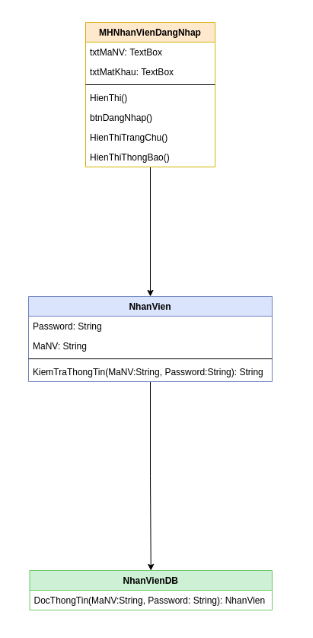 MHNhanVienDangNhap
txtMaNV: TextBox
txtMatKhau: TextBox
HienThi()
btnDangNhap()
HienThiTrangChu()
HienThiThongBao()
NhanVien
Password: String
MaNV: String
KiemTraThongTin(MaNV:String, Password:String): String
NhanVienDB
DocThongTin(MaNV:String, Password: String): NhanVien